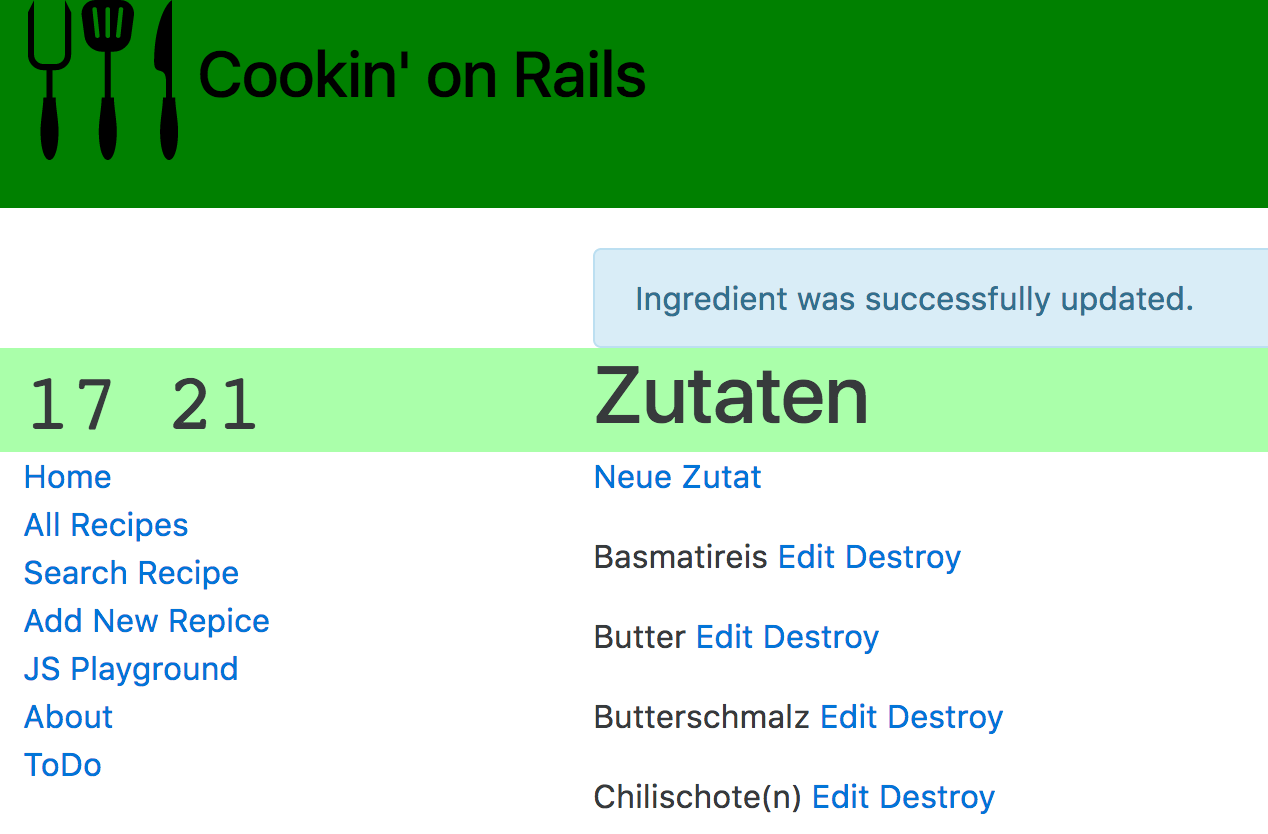 Cookin' on Rails
Ingredient was successfully updated.
17 21
Zutaten
Home
All Recipes
Search Recipe
Add New Repice
JS Playground
About
ToDo
Neue Zutat
Basmatireis Edit Destroy
Butter Edit Destroy
Butterschmalz Edit Destroy
Chilischote(n) Edit Destroy